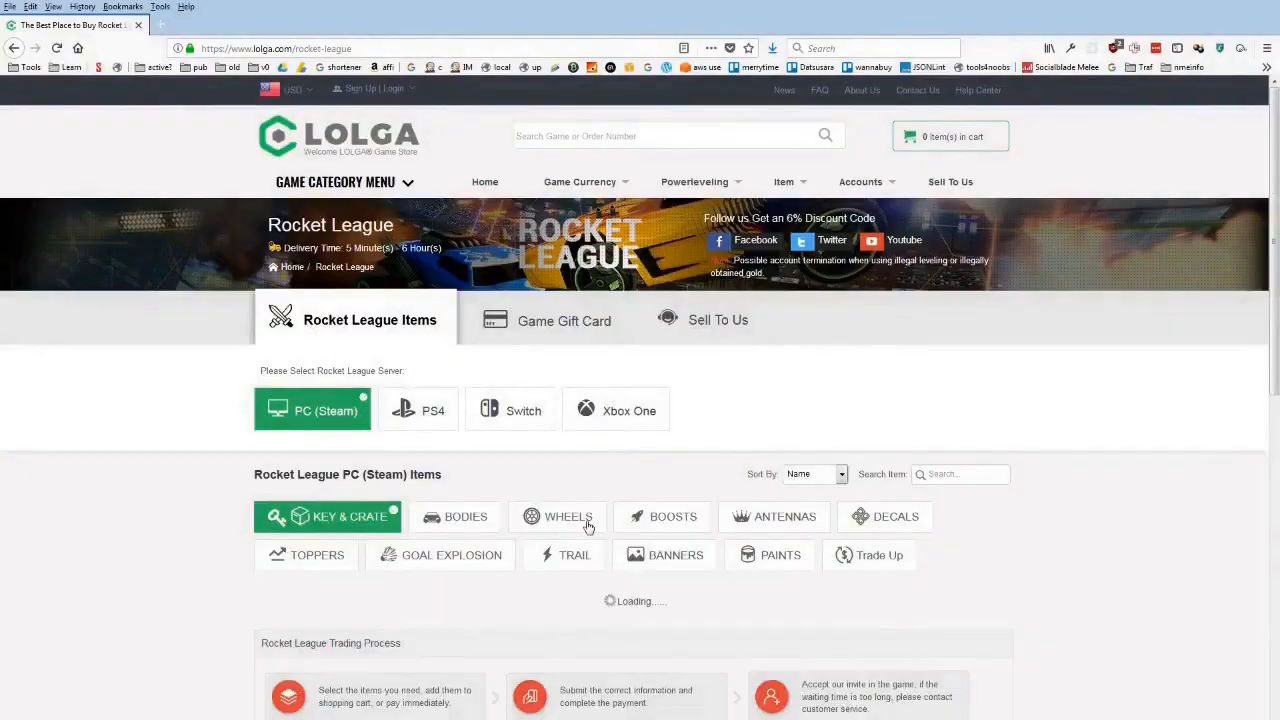 File Edit View History Bookmarks Tools Help
The Best Place to Buy Rocket L
https://www.lolga.com/rocket-league
Search
Tools Learn active? pub old v0 shortener affi c IM local up aws use merrytime Datsusara wannabuy JSONLint tools4noobs Socialblade Melee Traf nmeinfo
USD Sign Up | Login News FAQ About Us Contact Us Help Center
LOLGA
Welcome LOLGA® Game Store
Search Game or Order Number
0 Item(s) in cart
GAME CATEGORY MENU Home Game Currency Powerleveling Item Accounts Sell To Us
Rocket League
Delivery Time: 5 Minute(s) - 6 Hour(s)
Home / Rocket League
ROCKET
LEAGUE
Follow us Get an 6% Discount Code
Facebook Twitter Youtube
Possible account termination when using illegal leveling or illegally
obtained gold.
Rocket League Items Game Gift Card Sell To Us
Please Select Rocket League Server:
PC (Steam) PS4 Switch Xbox One
Rocket League PC (Steam) Items Sort By: Name Search Item: Search...
KEY & CRATE BODIES WHEELS BOOSTS ANTENNAS DECALS
TOPPERS GOAL EXPLOSION TRAIL BANNERS PAINTS Trade Up
Loading......
Rocket League Trading Process
Select the items you need, add them to
shopping cart, or pay immediately.
Submit the correct information and
complete the payment.
Accept our invite in the game, if the
waiting time is too long, please contact
customer service.